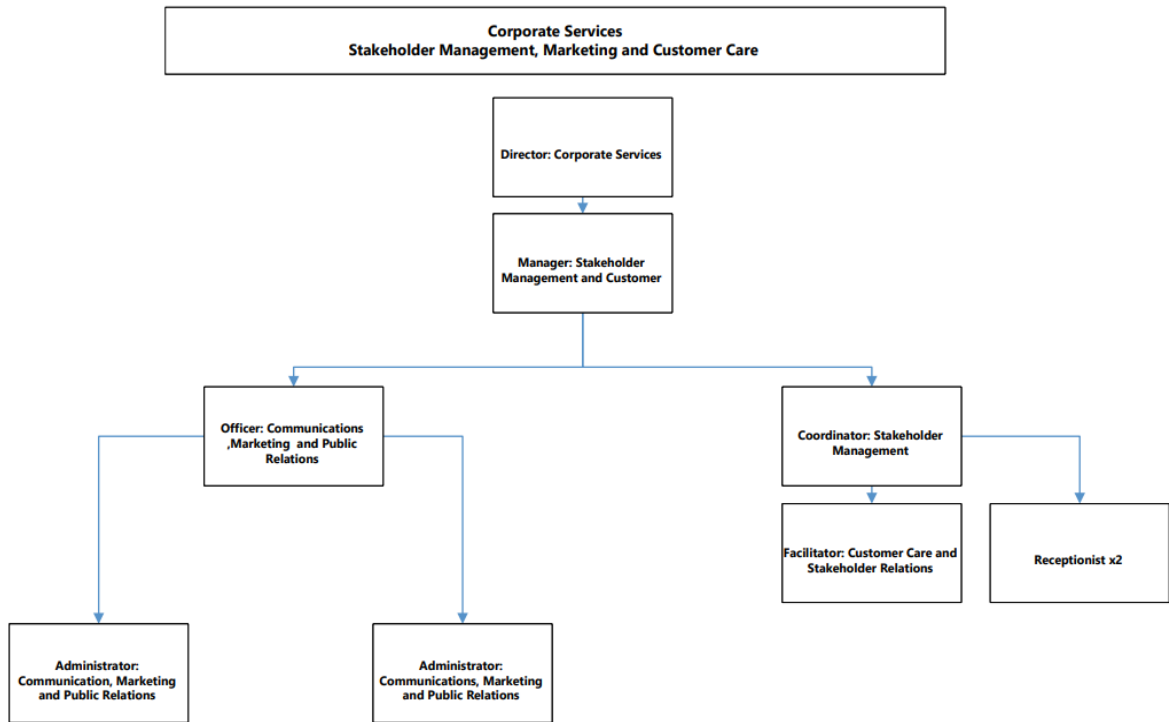 Corporate Services
Stakeholder Management, Marketing and Customer Care
Director: Corporate Services
Manager: Stakeholder
Management and Customer
Officer: Communications
,Marketing and Public
Relations
Coordinator: Stakeholder
Management
Facilitator: Customer Care and
Stakeholder Relations
Receptionist x2
Administrator:
Communication, Marketing
and Public Relations
Administrator:
Communications, Marketing
and Public Relations